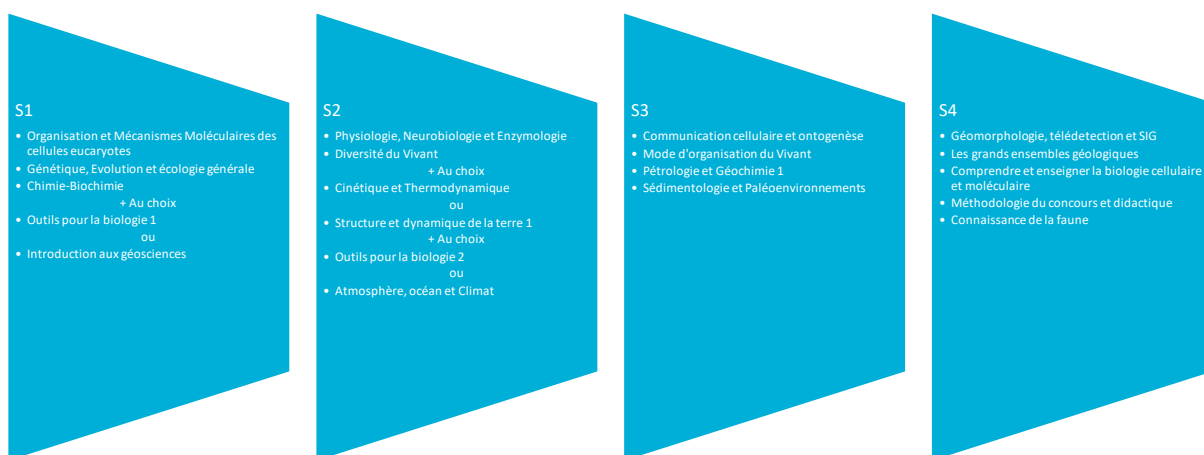 S1
• Organisation et Mécanismes Moléculaires des
cellules eucaryotes
• Génétique, Evolution et écologie générale
• Chimie-Biochimie
+ Au choix
• Outils pour la biologie 1
ou
• Introduction aux géosciences
S2
• Physiologie, Neurobiologie et Enzymologie
• Diversité du Vivant
+ Au choix
• Cinétique et Thermodynamique
ou
• Structure et dynamique de la terre 1
+ Au choix
• Outils pour la biologie 2
ou
• Atmosphère, océan et Climat
S3
• Communication cellulaire et ontogenèse
• Mode d'organisation du Vivant
• Pétrologie et Géochimie 1
• Sédimentologie et Paléoenvironnements
S4
• Géomorphologie, télédetection et SIG
• Les grands ensembles géologiques
• Comprendre et enseigner la biologie cellulaire
et moléculaire
• Méthodologie du concours et didactique
• Connaissance de la faune